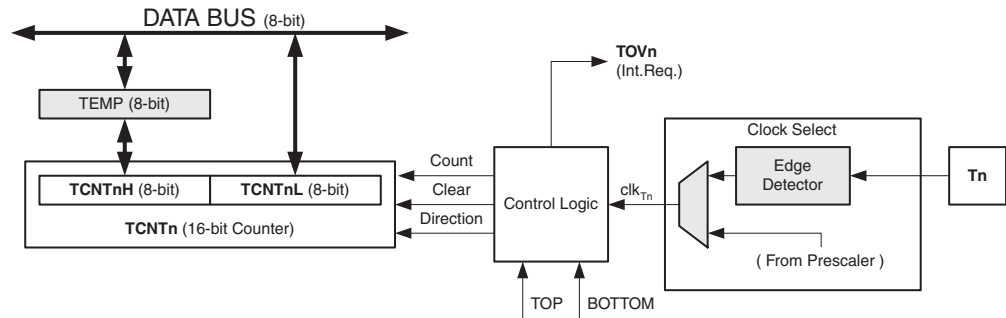 DATA BUS (8-bit)
TOVn
(Int.Req.)
TEMP (8-bit)
Clock Select
Count
Edge
Detector
TCNTnH (8-bit) TCNTnL (8-bit)
Clear
Control Logic
clkTn
Tn
TCNTn (16-bit Counter)
Direction
( From Prescaler )
TOP
BOTTOM